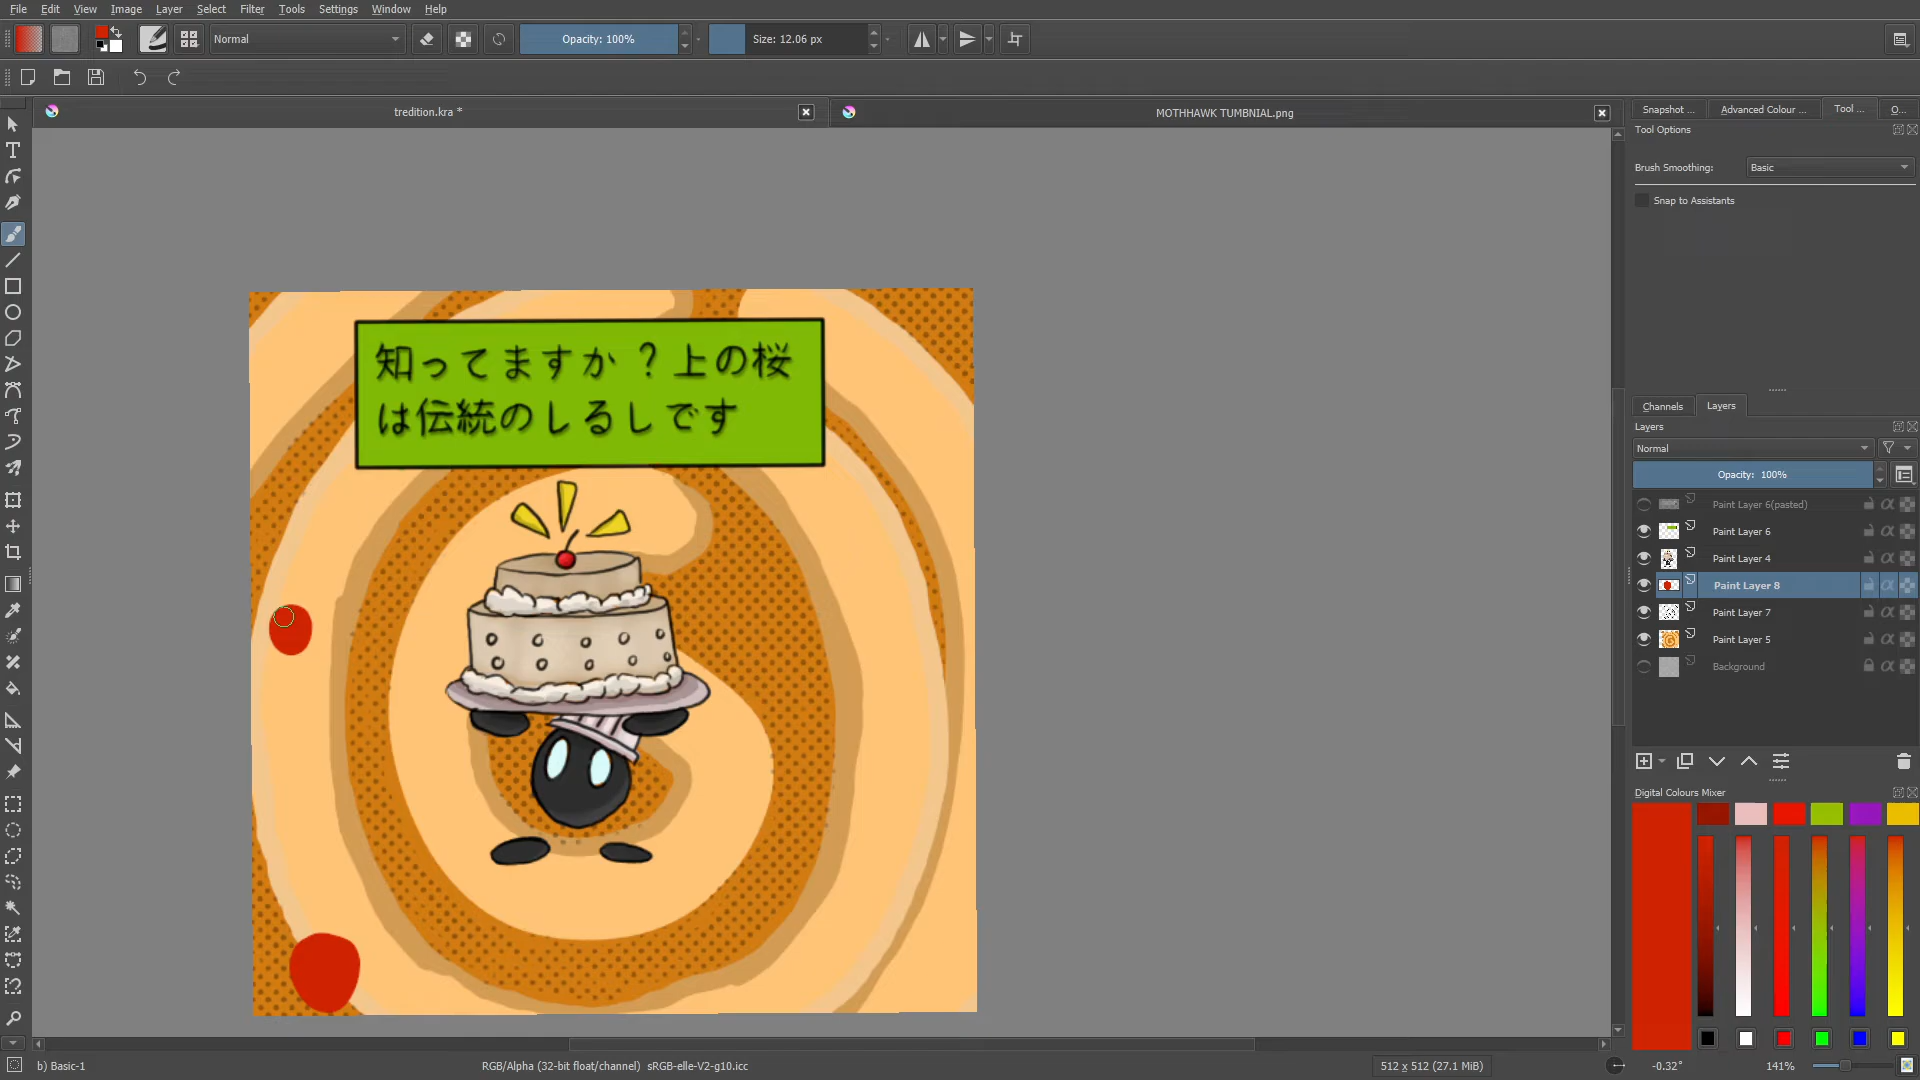 File Edit View Image Layer Select Filter Tools Settings Window Help
Normal
Opacity: 100%
Size: 12.06 px
tredition.kra *
MOTHHAWK TUMBNIAL.png
Snapshot ... Advanced Colour ... Tool ... O...
Tool Options
Brush Smoothing: Basic
Snap to Assistants
知ってますか？上の桜
は伝統のしるしです
Channels Layers
Layers
Normal
Opacity: 100%
Paint Layer 6(pasted)
Paint Layer 6
Paint Layer 4
Paint Layer 8
Paint Layer 7
Paint Layer 5
Background
Digital Colours Mixer
b) Basic-1
RGB/Alpha (32-bit float/channel) sRGB-elle-V2-g10.icc
512 x 512 (27.1 MiB)
-0.32°
141%